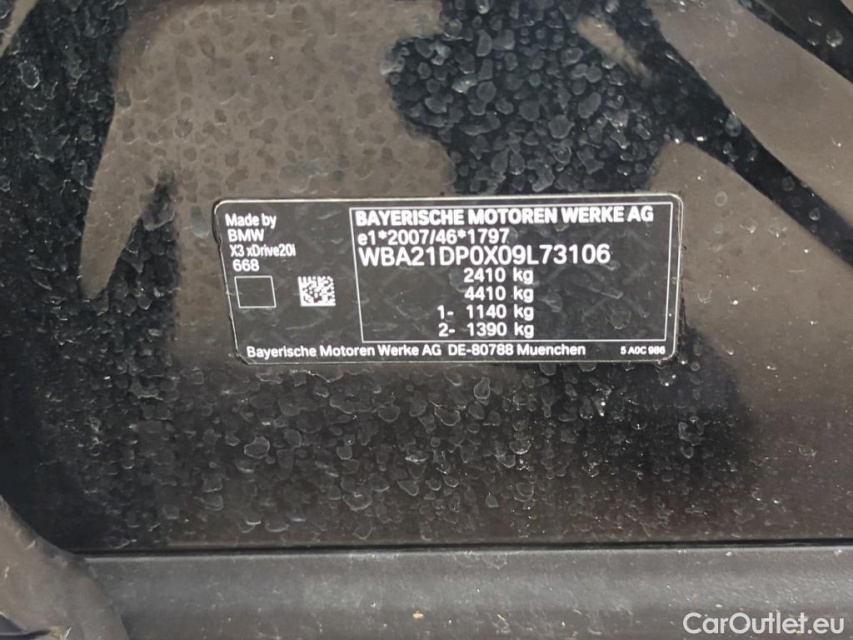 Made by
BMW
X3 xDrive20i
668
BAYERISCHE MOTOREN WERKE AG
e1*2007/46*1797
WBA21DP0X09L73106
2410 kg
4410 kg
1- 1140 kg
2- 1390 kg
Bayerische Motoren Werke AG DE-80788 Muenchen
5 A0C 986
CarOutlet.eu